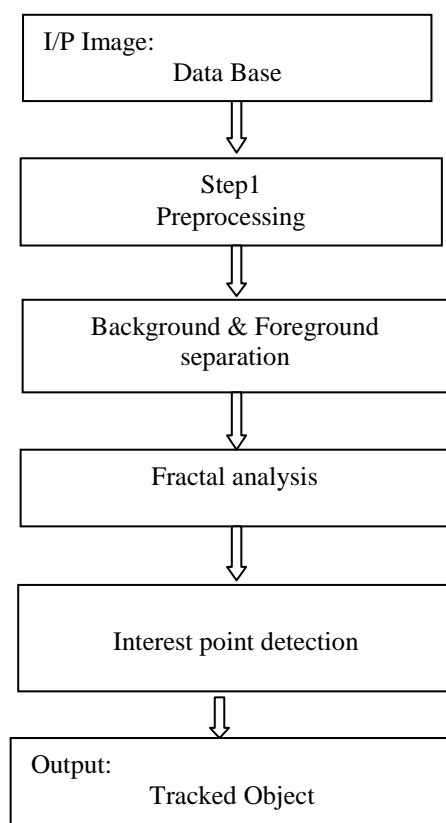 I/P Image:
Data Base
Step1
Preprocessing
Background & Foreground
separation
Fractal analysis
Interest point detection
Output:
Tracked Object